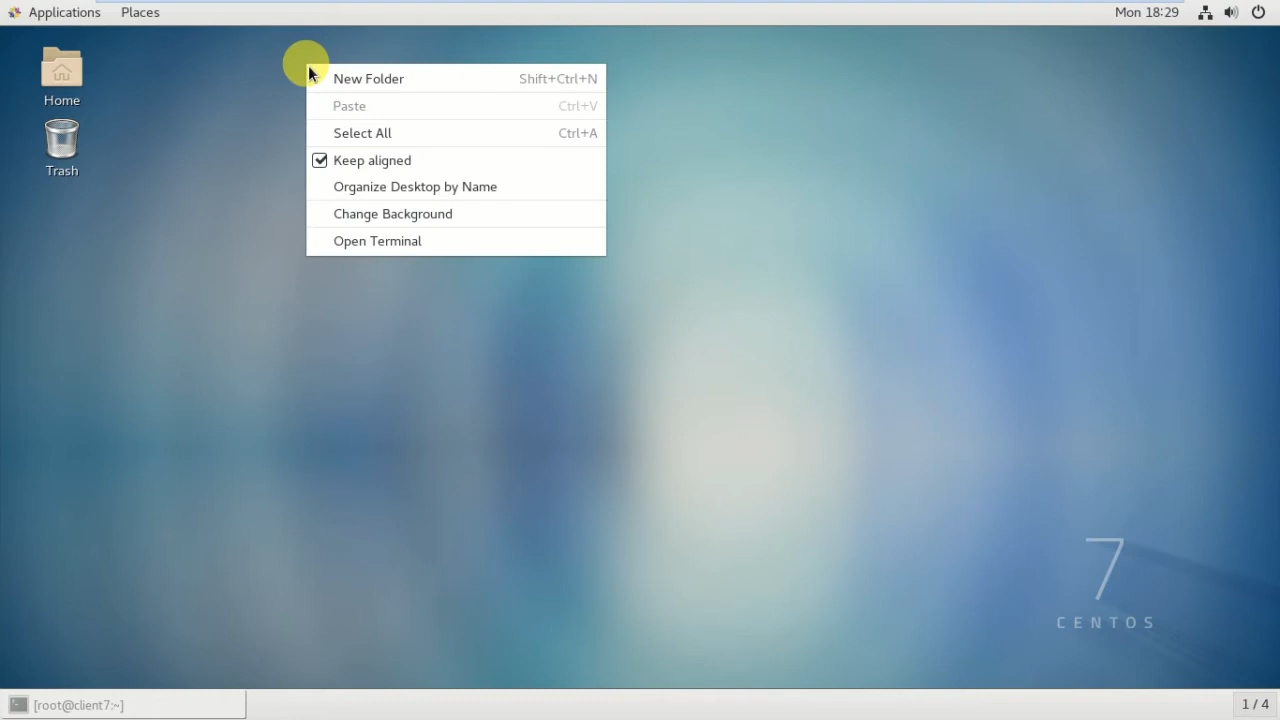 Applications Places Mon 18:29
Home
Trash
New Folder Shift+Ctrl+N
Paste Ctrl+V
Select All Ctrl+A
Keep aligned
Organize Desktop by Name
Change Background
Open Terminal
7
CENTOS
[root@client7:~] 1 / 4